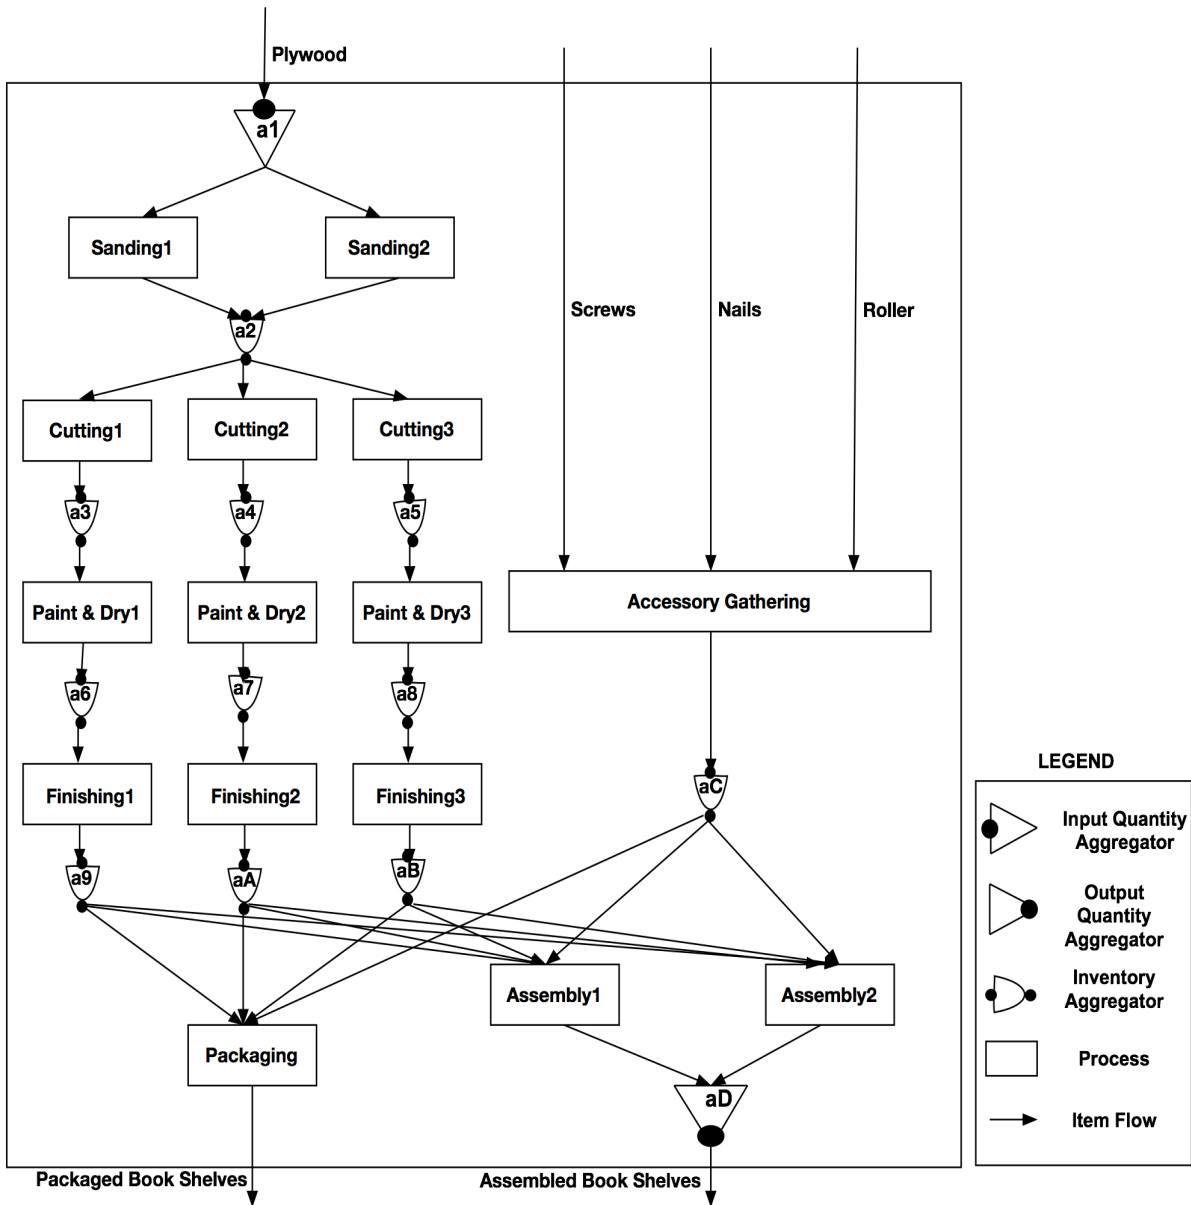 Plywood
a1
Sanding1
Sanding2
Screws
Nails
Roller
a2
Cutting1
Cutting2
Cutting3
a3
a4
a5
Paint & Dry1
Paint & Dry2
Paint & Dry3
Accessory Gathering
a6
a7
a8
Finishing1
Finishing2
Finishing3
aC
a9
aA
aB
Assembly1
Assembly2
Packaging
aD
Packaged Book Shelves
Assembled Book Shelves
LEGEND
Input Quantity
Aggregator
Output
Quantity
Aggregator
Inventory
Aggregator
Process
Item Flow